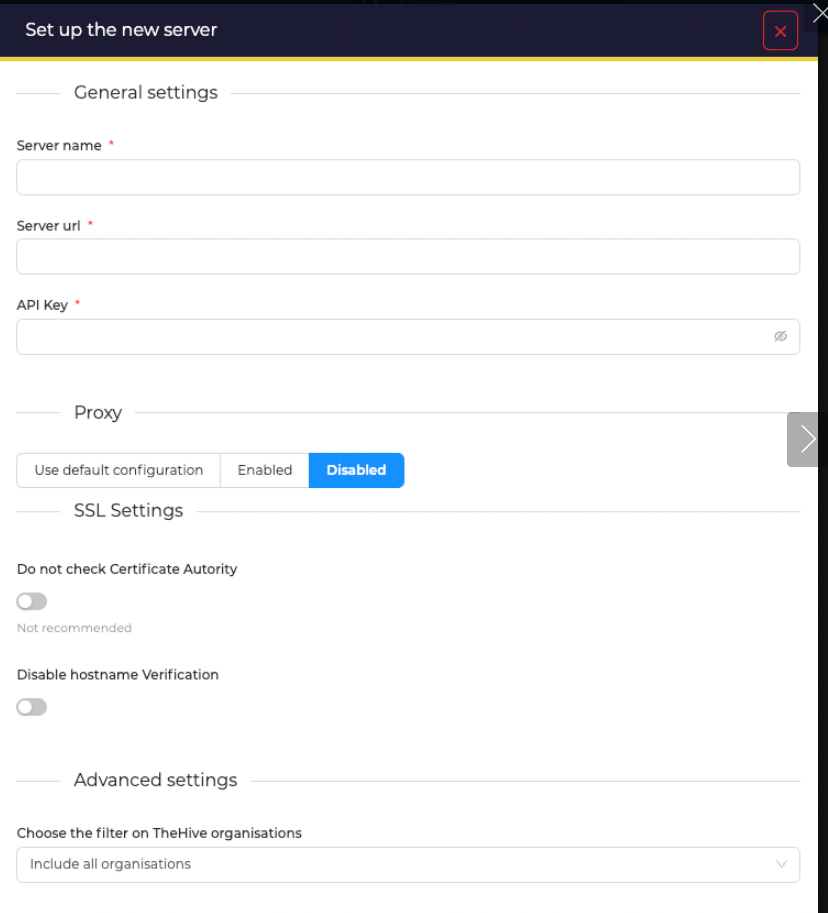 Set up the new server
General settings
Server name *
Server url *
API Key *
Proxy
Use default configuration
Enabled
Disabled
SSL Settings
Do not check Certificate Autority
Not recommended
Disable hostname Verification
Advanced settings
Choose the filter on TheHive organisations
Include all organisations